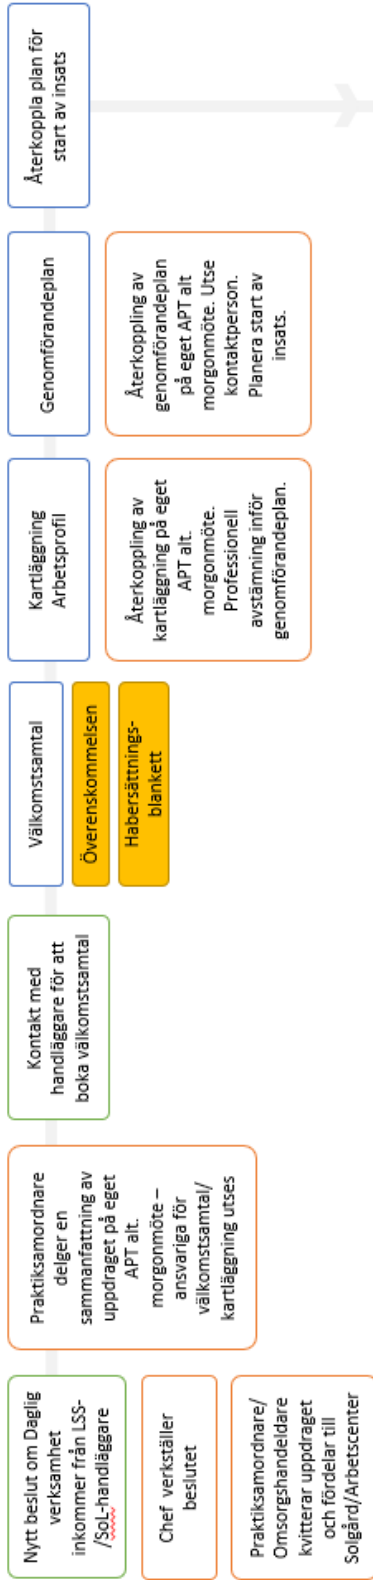 Nytt beslut om Daglig
verksamhet
inkommer från LSS-
/SoL-handläggare
Chef verkställer
beslutet
Praktiksamordnare/
Omsorgshandeldare
kvitterar uppdraget
och fördelar till
Solgård/Arbetscenter
Praktiksamordnare
delger en
sammanfattning av
uppdraget på eget
APT alt.
morgonmöte –
ansvariga för
välkomstsamtal/
kartläggning utses
Kontakt med
handläggare för att
boka välkomstsamtal
Välkomstsamtal
Överenskommelsen
Habersättnings-
blankett
Kartläggning
Arbetsprofil
Återkoppling av
kartläggning på eget
APT alt.
morgonmöte.
Professionell
avstämning inför
genomförandeplan.
Genomförandeplan
Återkoppling av
genomförandeplan
på eget APT alt
morgonmöte. Utse
kontaktperson.
Planera start av
insats.
Återkoppla plan för
start av insats